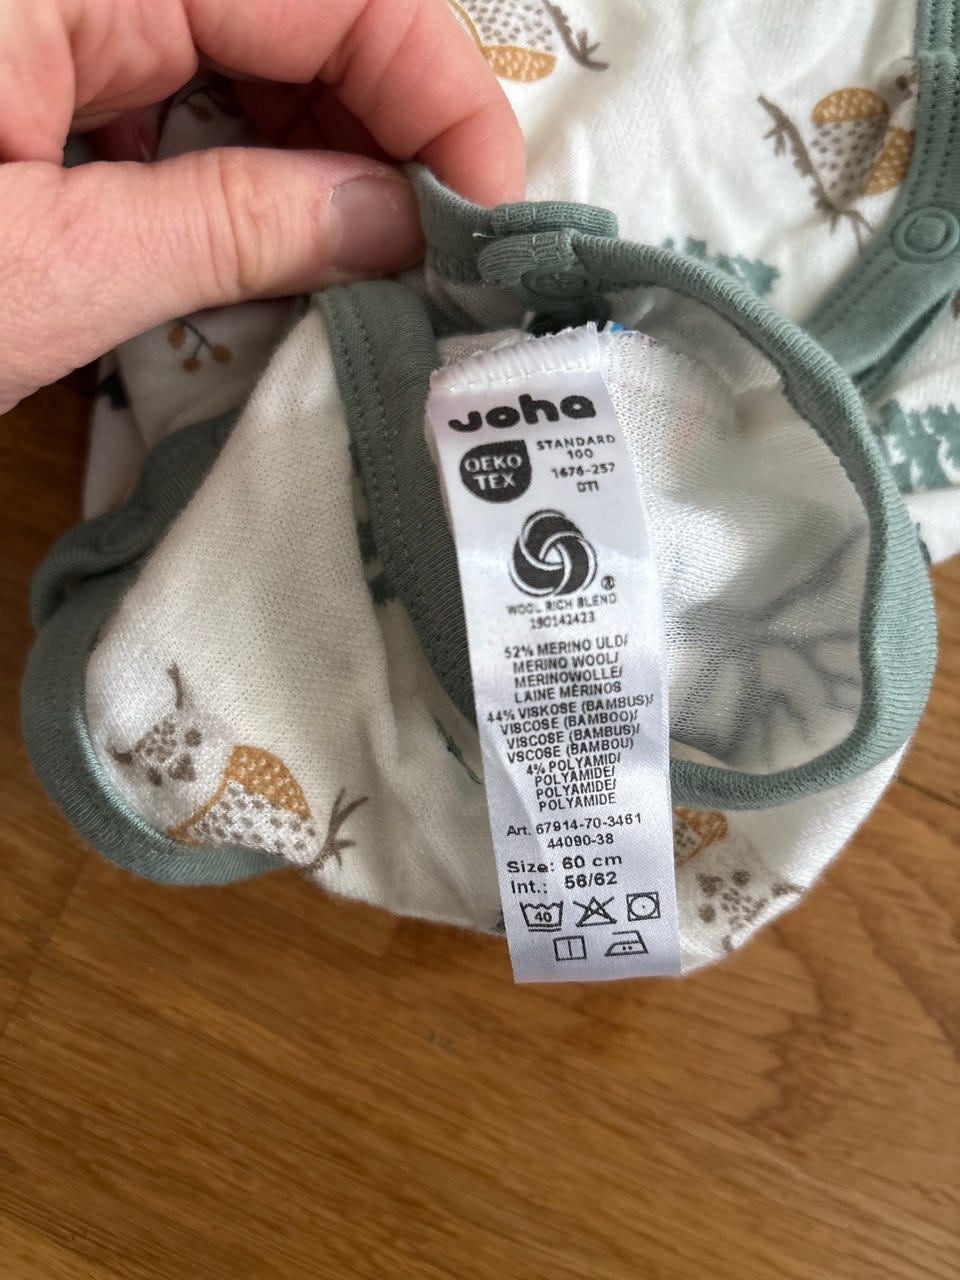 Joha
OEKO
TEX
STANDARD
100
1676-257
DTI
WOOL RICH BLEND
190142423
52% MERINO ULD/
MERINO WOOL/
MERINOWOLLE/
LAINE MÉRINOS
44% VISKOSE (BAMBUS)/
VISCOSE (BAMBOO)/
VISCOSE (BAMBUS)/
VSCOSE (BAMBOU)
4% POLYAMID/
POLYAMIDE/
POLYAMIDE/
POLYAMIDE
Art. 67914-70-3461
44090-38
Size: 60 cm
Int.: 56/62
40